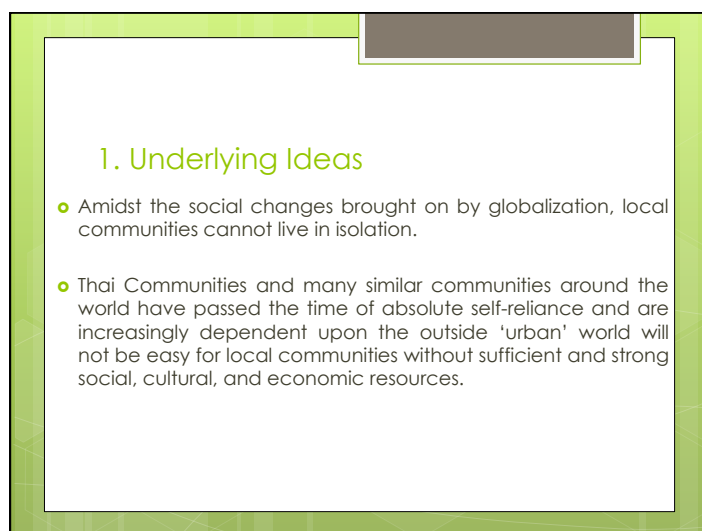 1. Underlying Ideas
Amidst the social changes brought on by globalization, local
communities cannot live in isolation.
Thai Communities and many similar communities around the
world have passed the time of absolute self-reliance and are
increasingly dependent upon the outside ‘urban’ world will
not be easy for local communities without sufficient and strong
social, cultural, and economic resources.